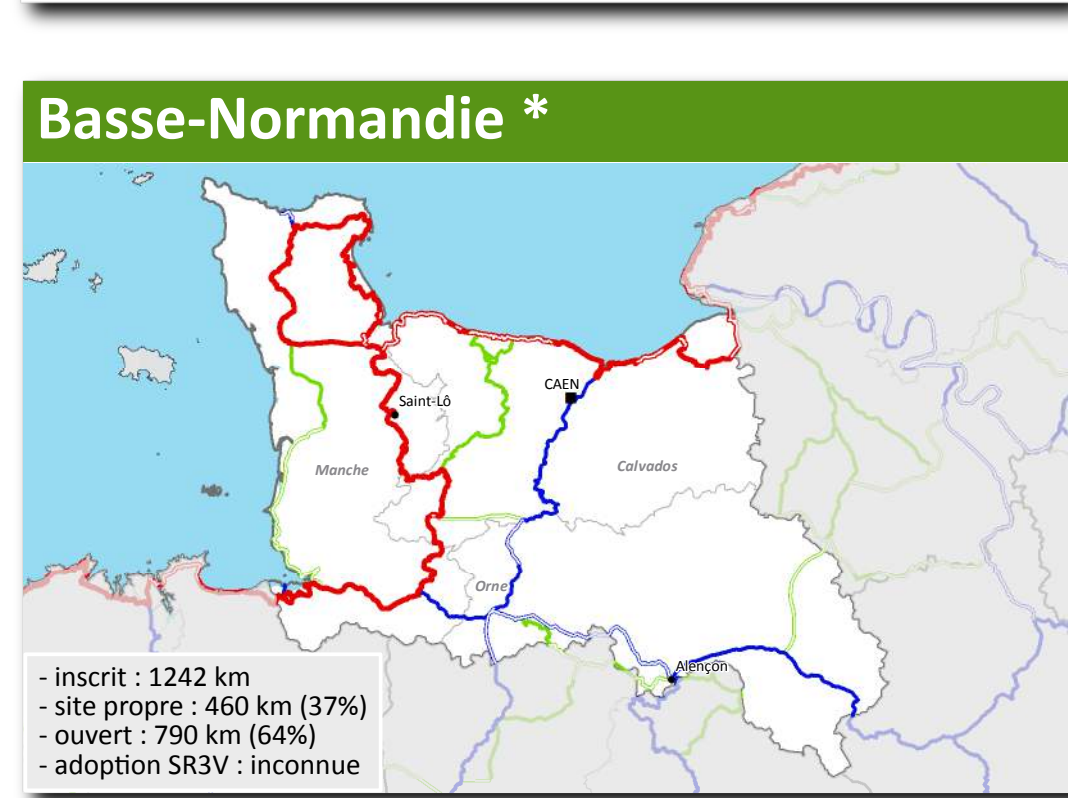 Basse-Normandie *
CAEN
Saint-Lô
Manche
Calvados
Orne
Alençon
- inscrit : 1242 km
- site propre : 460 km (37%)
- ouvert : 790 km (64%)
- adoption SR3V : inconnue